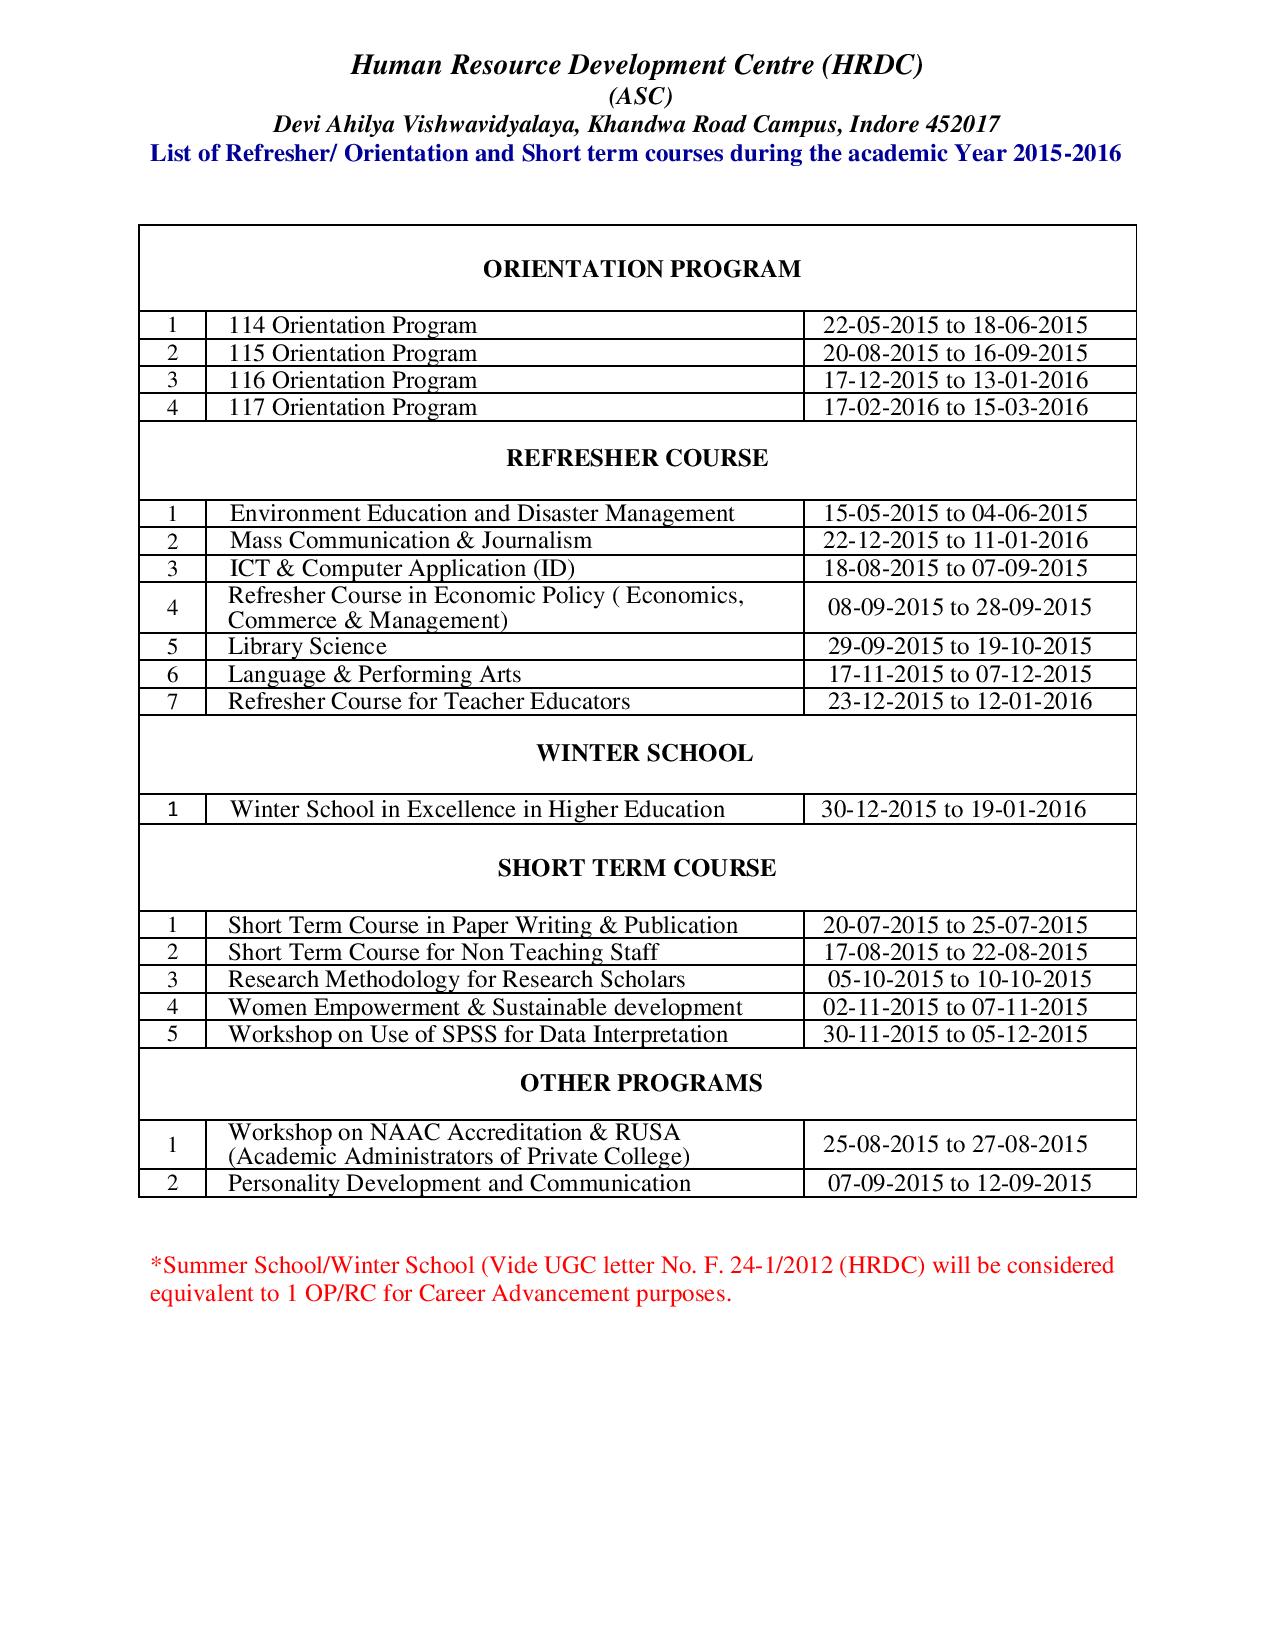 Human Resource Development Centre (HRDC)
(ASC)
Devi Ahilya Vishwavidyalaya, Khandwa Road Campus, Indore 452017
List of Refresher/ Orientation and Short term courses during the academic Year 2015-2016
ORIENTATION PROGRAM
1 114 Orientation Program 22-05-2015 to 18-06-2015
2 115 Orientation Program 20-08-2015 to 16-09-2015
3 116 Orientation Program 17-12-2015 to 13-01-2016
4 117 Orientation Program 17-02-2016 to 15-03-2016
REFRESHER COURSE
1 Environment Education and Disaster Management 15-05-2015 to 04-06-2015
2 Mass Communication & Journalism 22-12-2015 to 11-01-2016
3 ICT & Computer Application (ID) 18-08-2015 to 07-09-2015
4 Refresher Course in Economic Policy ( Economics,
Commerce & Management) 08-09-2015 to 28-09-2015
5 Library Science 29-09-2015 to 19-10-2015
6 Language & Performing Arts 17-11-2015 to 07-12-2015
7 Refresher Course for Teacher Educators 23-12-2015 to 12-01-2016
WINTER SCHOOL
1 Winter School in Excellence in Higher Education 30-12-2015 to 19-01-2016
SHORT TERM COURSE
1 Short Term Course in Paper Writing & Publication 20-07-2015 to 25-07-2015
2 Short Term Course for Non Teaching Staff 17-08-2015 to 22-08-2015
3 Research Methodology for Research Scholars 05-10-2015 to 10-10-2015
4 Women Empowerment & Sustainable development 02-11-2015 to 07-11-2015
5 Workshop on Use of SPSS for Data Interpretation 30-11-2015 to 05-12-2015
OTHER PROGRAMS
1 Workshop on NAAC Accreditation & RUSA
(Academic Administrators of Private College) 25-08-2015 to 27-08-2015
2 Personality Development and Communication 07-09-2015 to 12-09-2015
*Summer School/Winter School (Vide UGC letter No. F. 24-1/2012 (HRDC) will be considered
equivalent to 1 OP/RC for Career Advancement purposes.